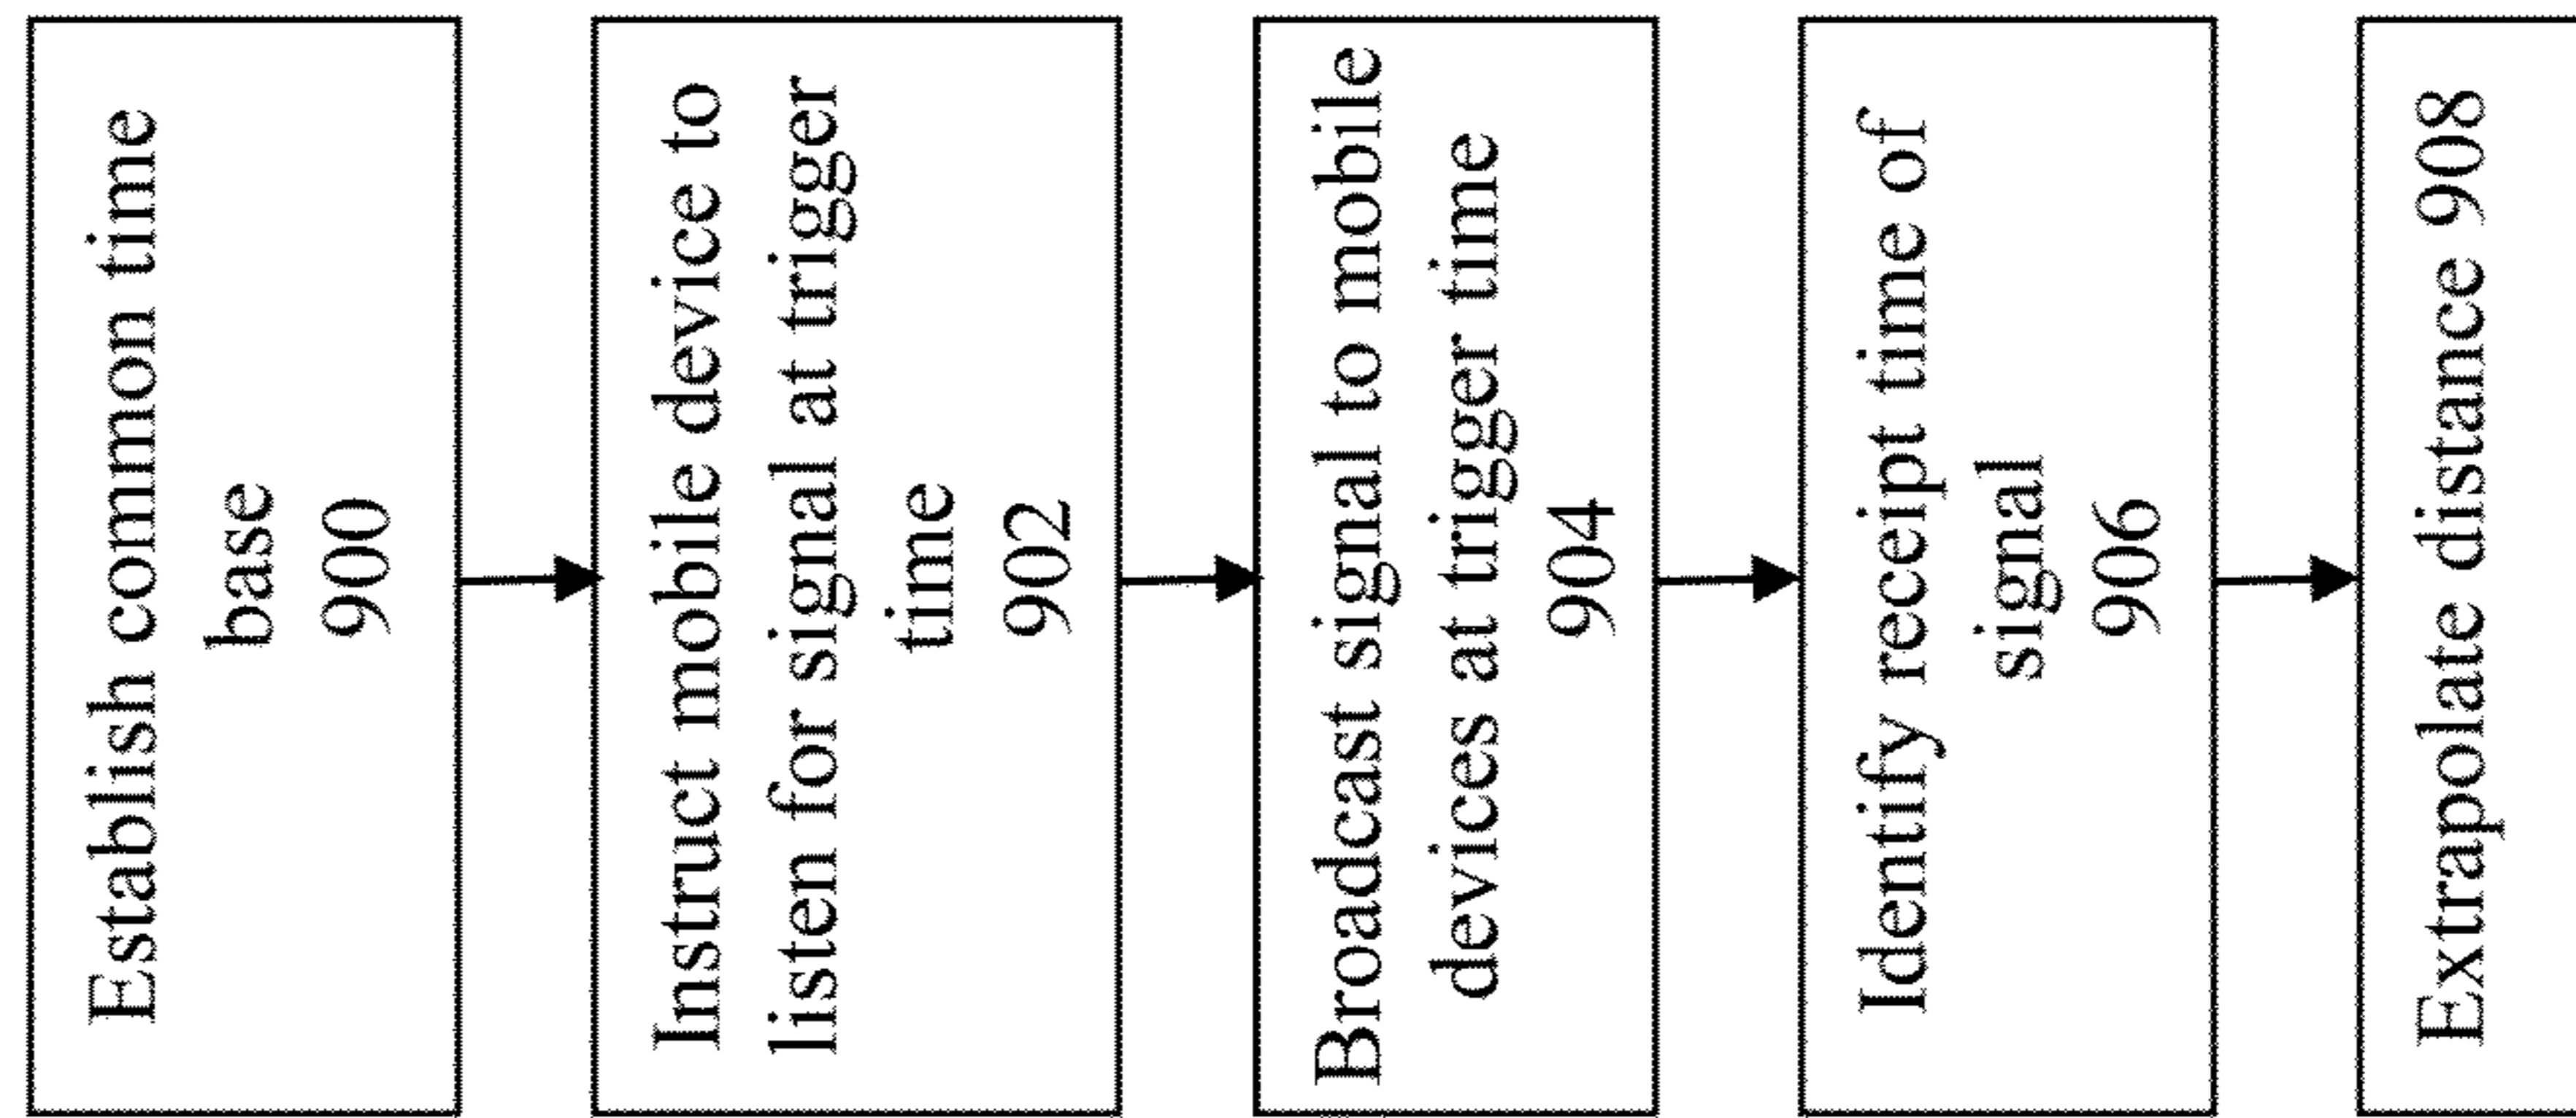 Establish common time
base
900
Instruct mobile device to
listen for signal at trigger
time
902
Broadcast signal to mobile
devices at trigger time
904
Identify receipt time of
signal
906
Extrapolate distance 908